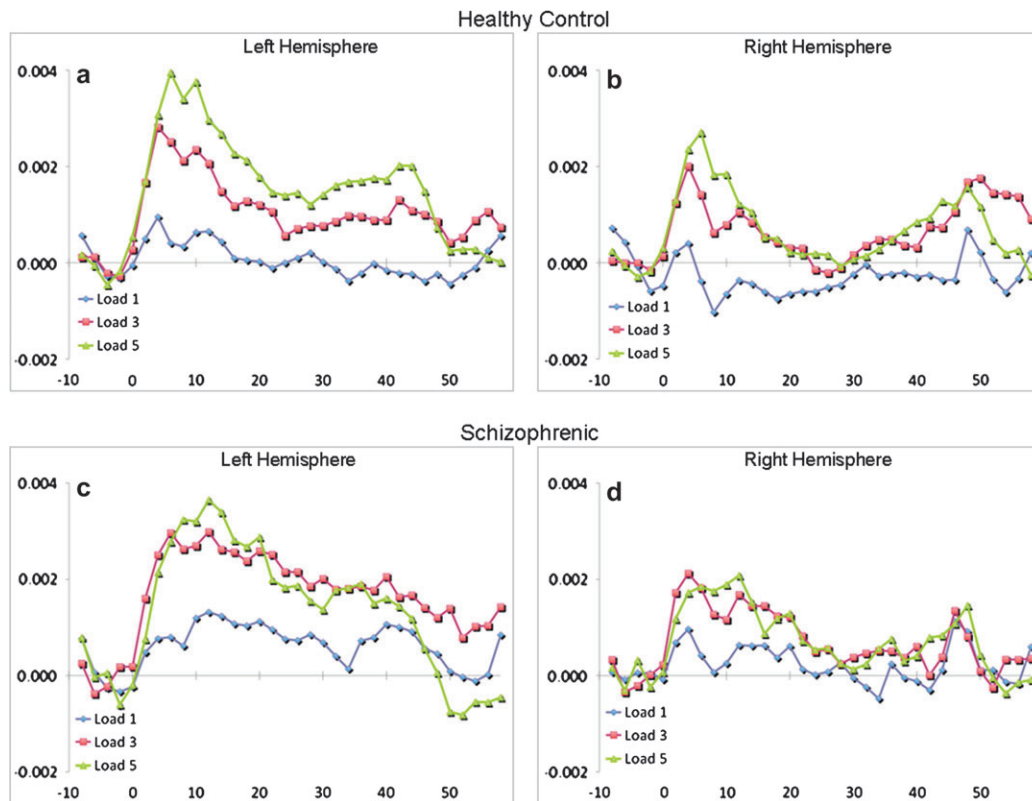 Healthy Control
Left Hemisphere
a
0.004
0.002
0.000
-0.002
Load 1
Load 3
Load 5
-10 0 10 20 30 40 50
Right Hemisphere
b
0.004
0.002
0.000
-0.002
Load 1
Load 3
Load 5
-10 0 10 20 30 40 50
Schizophrenic
Left Hemisphere
c
0.004
0.002
0.000
-0.002
Load 1
Load 3
Load 5
-10 0 10 20 30 40 50
Right Hemisphere
d
0.004
0.002
0.000
-0.002
Load 1
Load 3
Load 5
-10 0 10 20 30 40 50